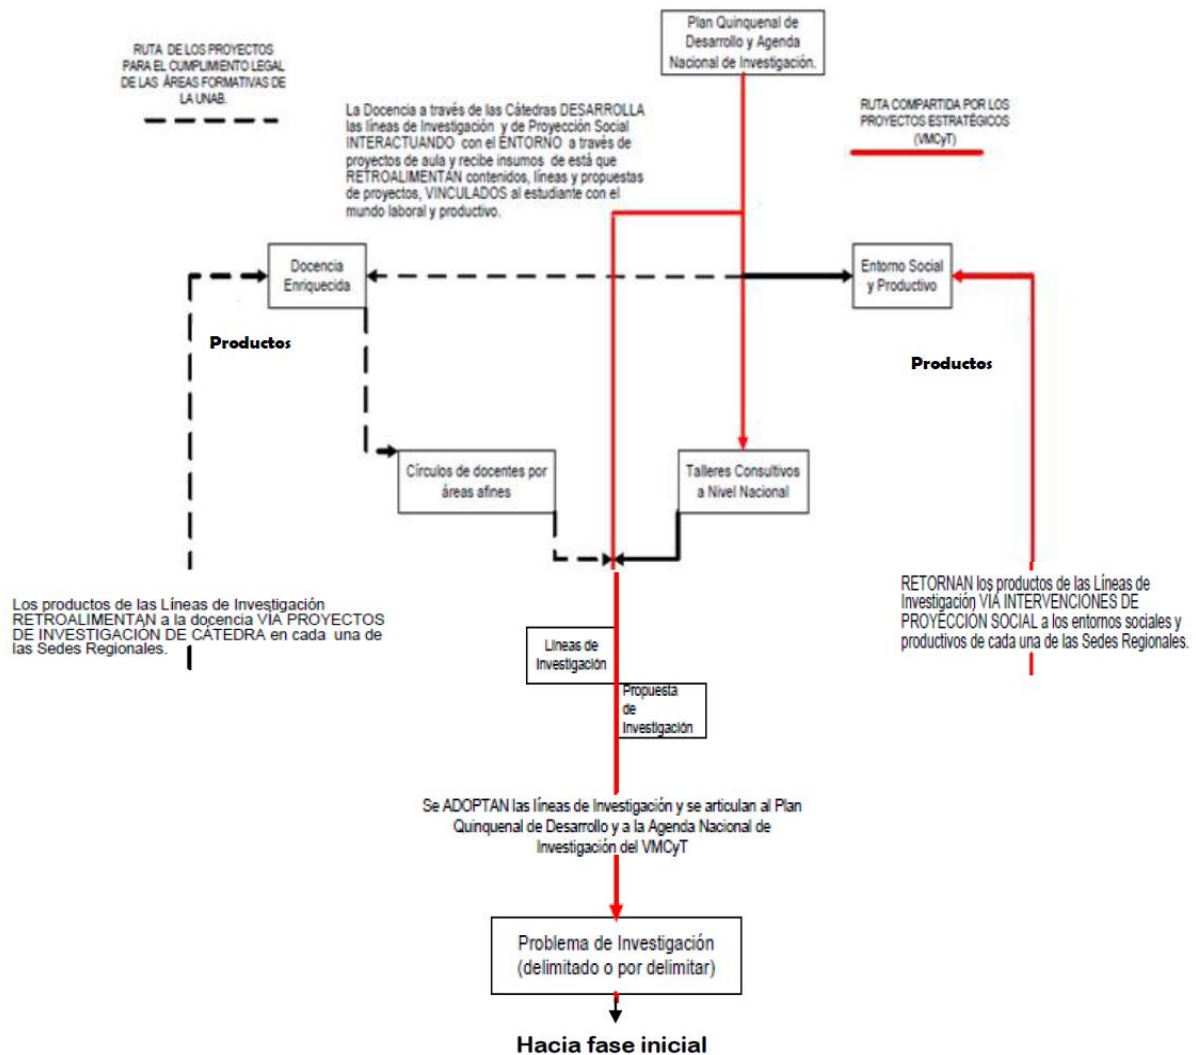 Plan Quinquenal de
Desarrollo y Agenda
Nacional de Investigación.
RUTA DE LOS PROYECTOS
PARA EL CUMPLIMIENTO LEGAL
DE LAS ÁREAS FORMATIVAS DE
LA UNAB.
La Docencia a través de las Cátedras DESARROLLA
las líneas de Investigación y de Proyección Social
INTERACTUANDO con el ENTORNO a través de
proyectos de aula y recibe insumos de está que
RETROALIMENTAN contenidos, líneas y propuestas
de proyectos, VINCULADOS al estudiante con el
mundo laboral y productivo.
RUTA COMPARTIDA POR LOS
PROYECTOS ESTRATÉGICOS
(VMCyT)
Docencia
Enriquecida
Entorno Social
y Productivo
Productos
Productos
Círculos de docentes por
áreas afines
Talleres Consultivos
a Nivel Nacional
Los productos de las Líneas de Investigación
RETROALIMENTAN a la docencia VÍA PROYECTOS
DE INVESTIGACIÓN DE CÁTEDRA en cada una de
las Sedes Regionales.
RETORNAN los productos de las Líneas de
Investigación VIA INTERVENCIONES DE
PROYECCIÓN SOCIAL a los entornos sociales y
productivos de cada una de las Sedes Regionales.
Líneas de
Investigación
Propuesta
de
Investigación
Se ADOPTAN las líneas de Investigación y se articulan al Plan
Quinquenal de Desarrollo y a la Agenda Nacional de
Investigación del VMCyT
Problema de Investigación
(delimitado o por delimitar)
Hacia fase inicial